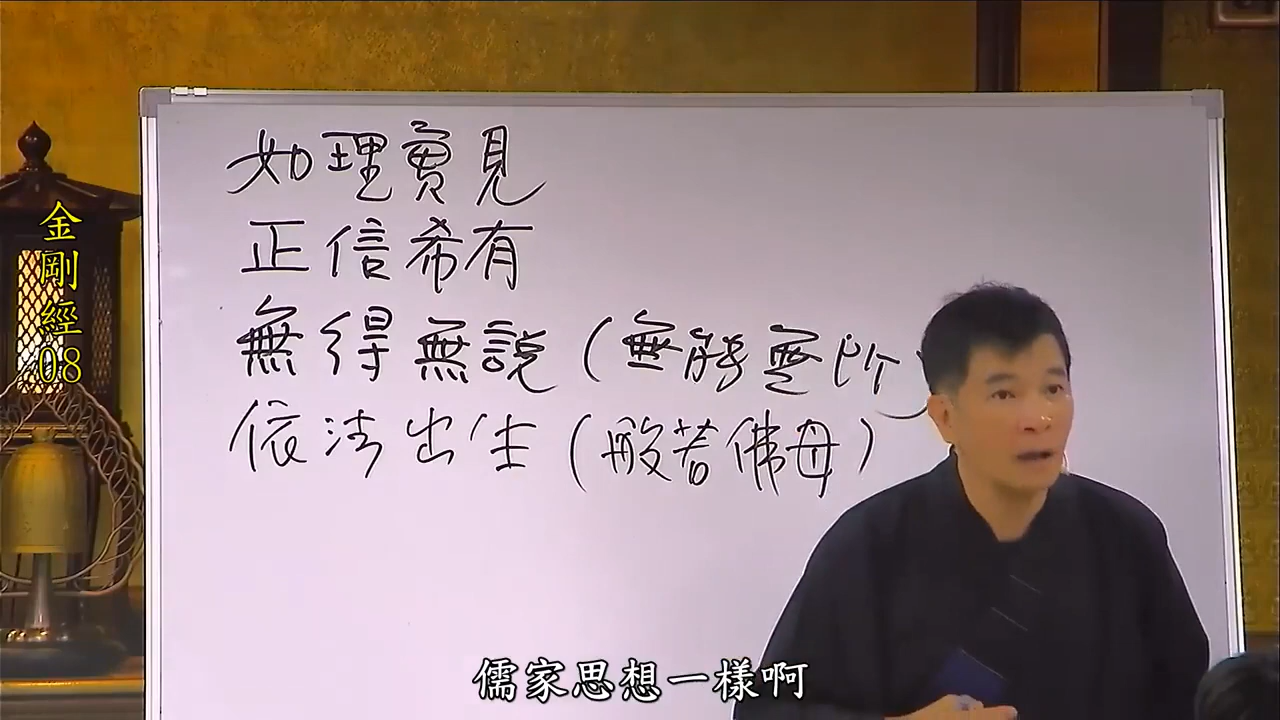 金剛經08
如理實見
正信希有
無得無說（無能無所）
依法出生（般若佛母）
儒家思想一樣啊